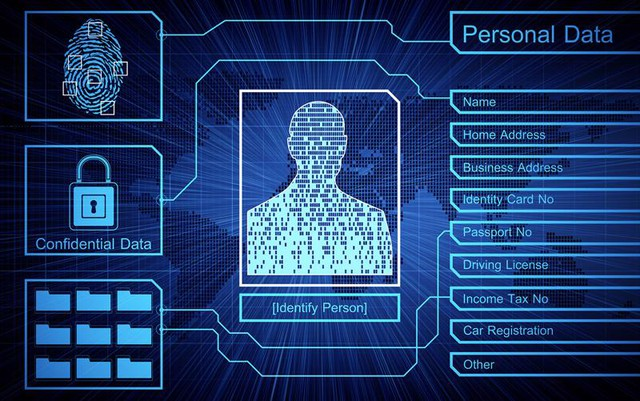 Personal Data
Name
Home Address
Business Address
Identity Card No
Passport No
Driving License
Income Tax No
Car Registration
Other
Confidential Data
[Identify Person]